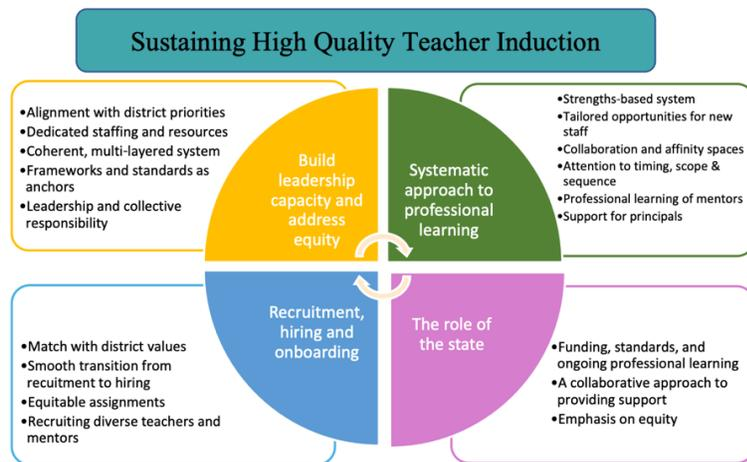 Sustaining High Quality Teacher Induction
•Alignment with district priorities
•Dedicated staffing and resources
•Coherent, multi-layered system
•Frameworks and standards as
anchors
•Leadership and collective
responsibility
Build
leadership
capacity and
address
equity
Systematic
approach to
professional
learning
•Strengths-based system
•Tailored opportunities for new
staff
•Collaboration and affinity spaces
•Attention to timing, scope &
sequence
•Professional learning of mentors
•Support for principals
•Match with district values
•Smooth transition from
recuitment to hiring
•Equitable assignments
•Recruiting diverse teachers and
mentors
Recruitment,
hiring and
onboarding
The role of
the state
•Funding, standards, and
ongoing professional learning
•A collaborative approach to
providing support
•Emphasis on equity